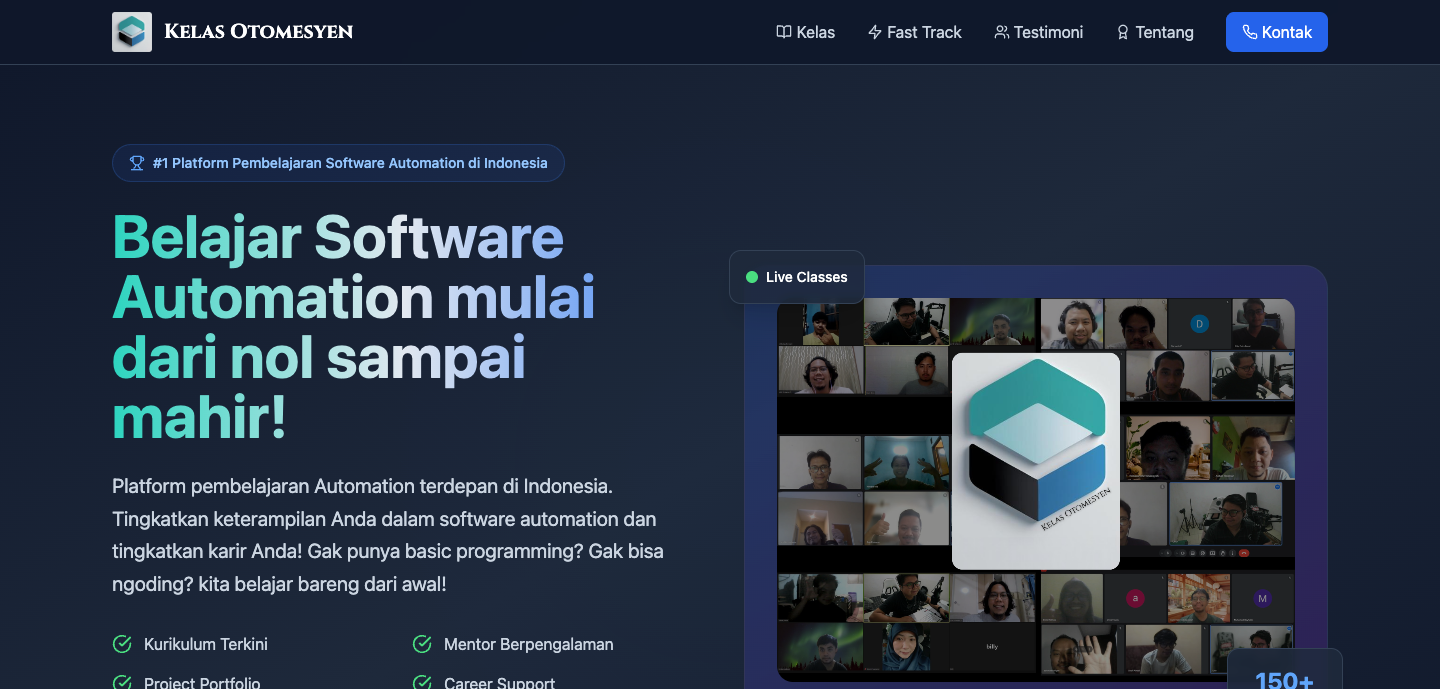 KELAS OTOMESYEN
Kelas
Fast Track
Testimoni
Tentang
Kontak
#1 Platform Pembelajaran Software Automation di Indonesia
Belajar Software
Automation mulai
dari nol sampai
mahir!
Platform pembelajaran Automation terdepan di Indonesia.
Tingkatkan keterampilan Anda dalam software automation dan
tingkatkan karir Anda! Gak punya basic programming? Gak bisa
ngoding? kita belajar bareng dari awal!
Kurikulum Terkini
Mentor Berpengalaman
Project Portfolio
Career Support
Live Classes
D
KELAS OTOMESYEN
a
M
billy
150+